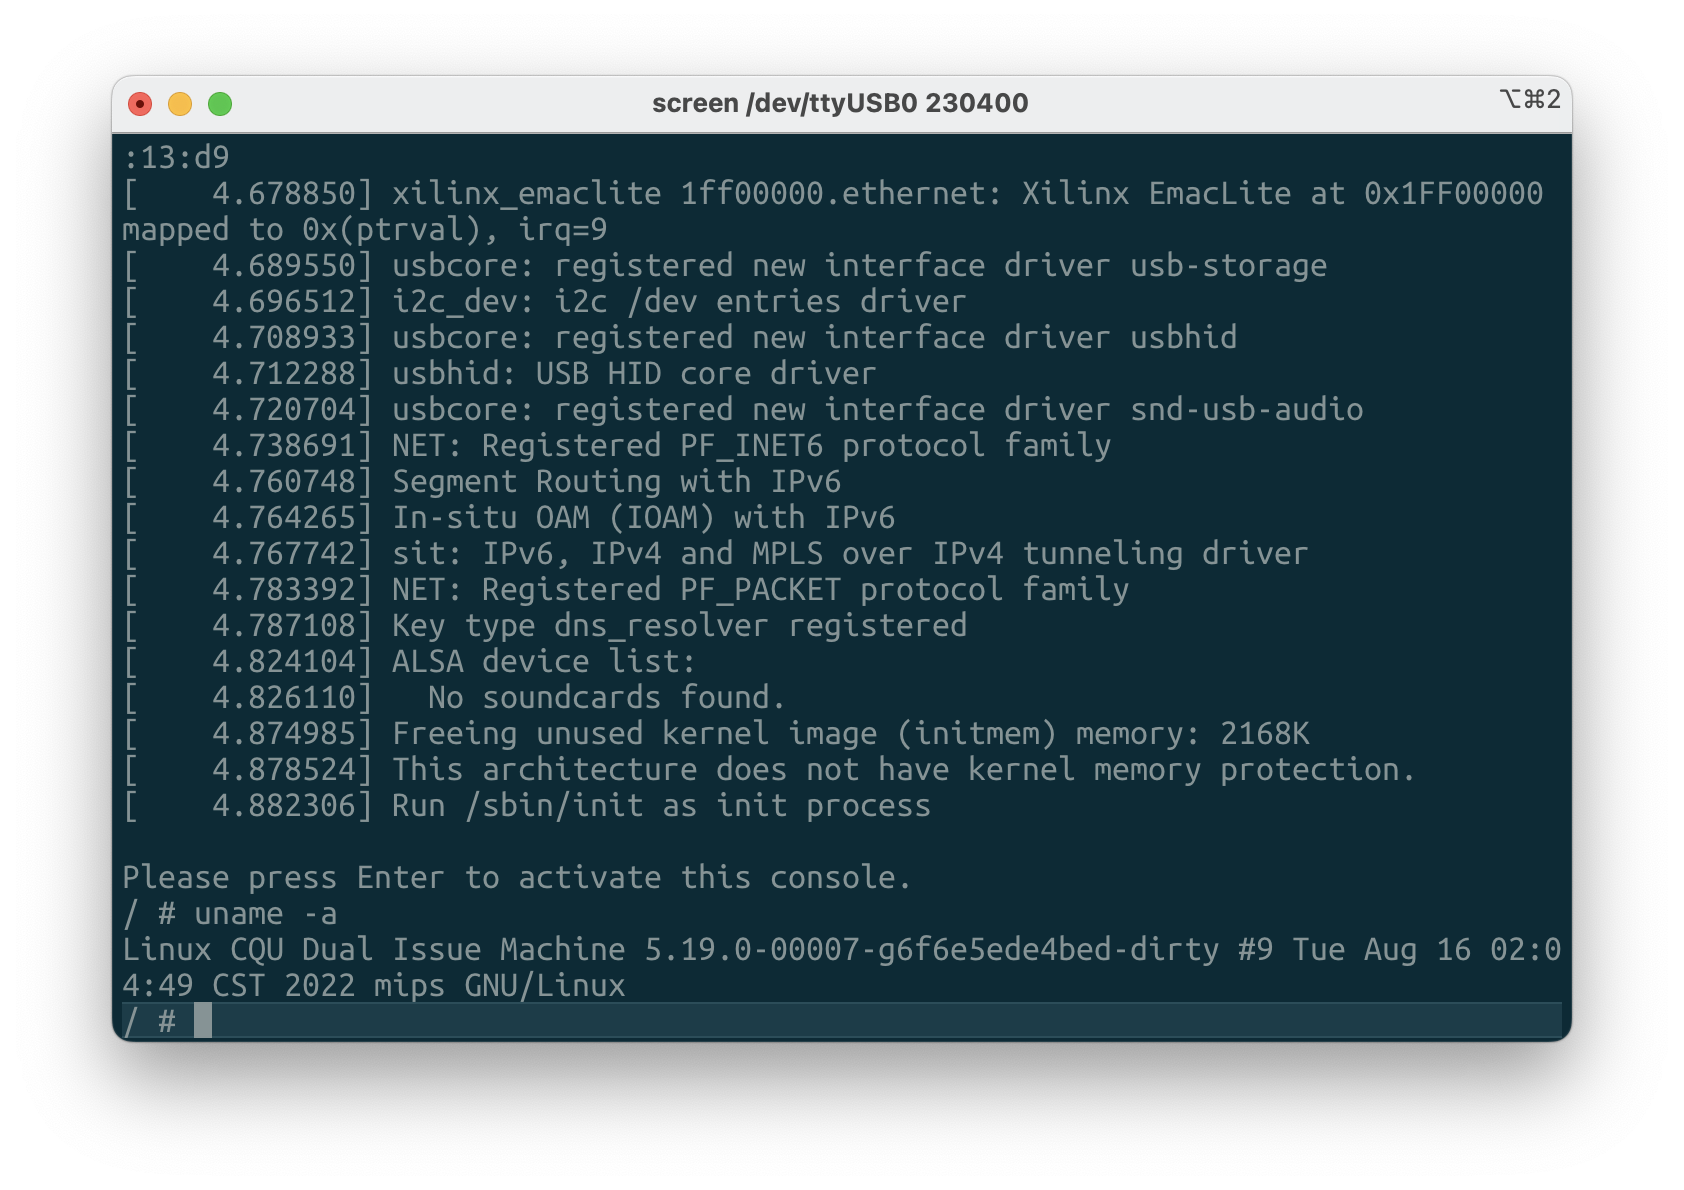 screen /dev/ttyUSB0 230400
⌥⌘2
:13:d9
[    4.678850] xilinx_emaclite 1ff00000.ethernet: Xilinx EmacLite at 0x1FF00000
mapped to 0x(ptrval), irq=9
[    4.689550] usbcore: registered new interface driver usb-storage
[    4.696512] i2c_dev: i2c /dev entries driver
[    4.708933] usbcore: registered new interface driver usbhid
[    4.712288] usbhid: USB HID core driver
[    4.720704] usbcore: registered new interface driver snd-usb-audio
[    4.738691] NET: Registered PF_INET6 protocol family
[    4.760748] Segment Routing with IPv6
[    4.764265] In-situ OAM (IOAM) with IPv6
[    4.767742] sit: IPv6, IPv4 and MPLS over IPv4 tunneling driver
[    4.783392] NET: Registered PF_PACKET protocol family
[    4.787108] Key type dns_resolver registered
[    4.824104] ALSA device list:
[    4.826110]   No soundcards found.
[    4.874985] Freeing unused kernel image (initmem) memory: 2168K
[    4.878524] This architecture does not have kernel memory protection.
[    4.882306] Run /sbin/init as init process
Please press Enter to activate this console.
/ # uname -a
Linux CQU Dual Issue Machine 5.19.0-00007-g6f6e5ede4bed-dirty #9 Tue Aug 16 02:0
4:49 CST 2022 mips GNU/Linux
/ #